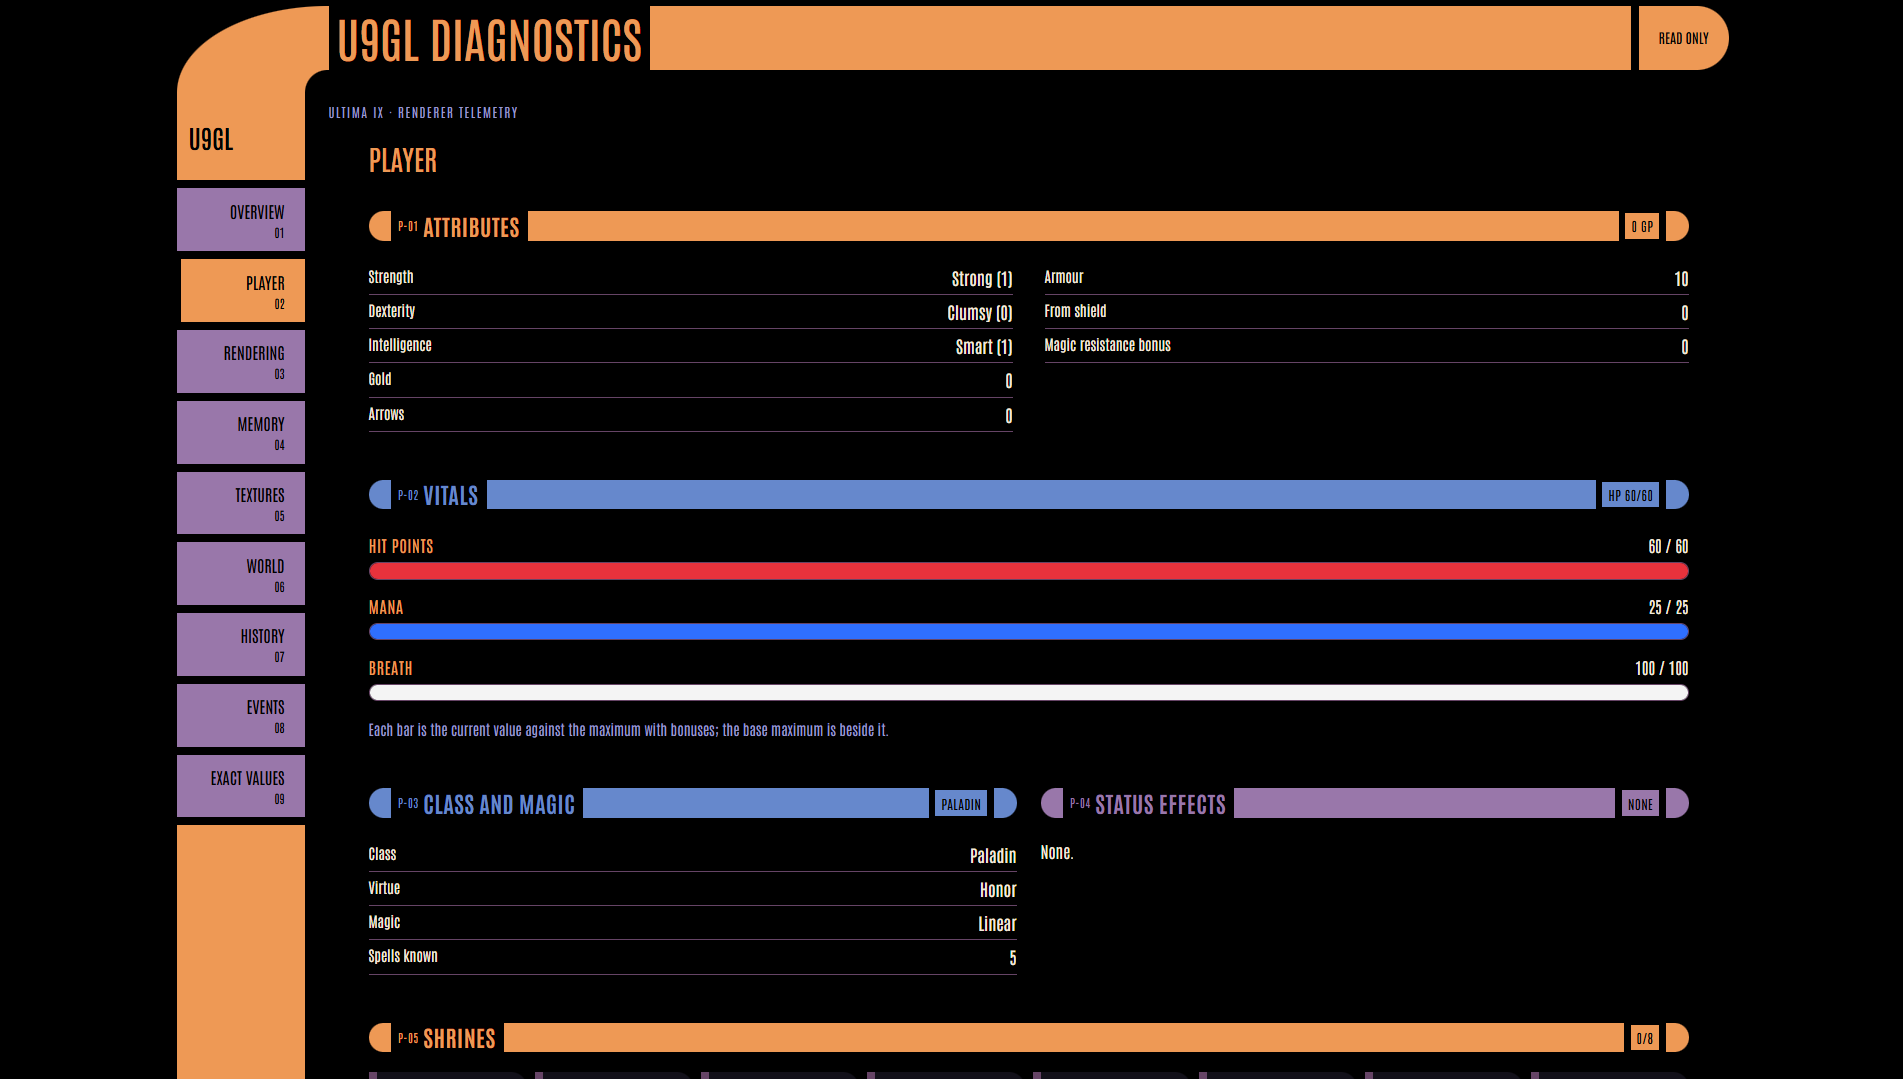 U9GL DIAGNOSTICS
READ ONLY
ULTIMA IX · RENDERER TELEMETRY
U9GL
OVERVIEW
01
PLAYER
02
RENDERING
03
MEMORY
04
TEXTURES
05
WORLD
06
HISTORY
07
EVENTS
08
EXACT VALUES
09
PLAYER
P-01 ATTRIBUTES 0 GP
Strength Strong (1)
Dexterity Clumsy (0)
Intelligence Smart (1)
Gold 0
Arrows 0
Armour 10
From shield 0
Magic resistance bonus 0
P-02 VITALS HP 60/60
HIT POINTS 60 / 60
MANA 25 / 25
BREATH 100 / 100
Each bar is the current value against the maximum with bonuses; the base maximum is beside it.
P-03 CLASS AND MAGIC PALADIN
Class Paladin
Virtue Honor
Magic Linear
Spells known 5
P-04 STATUS EFFECTS NONE
None.
P-05 SHRINES 0/8